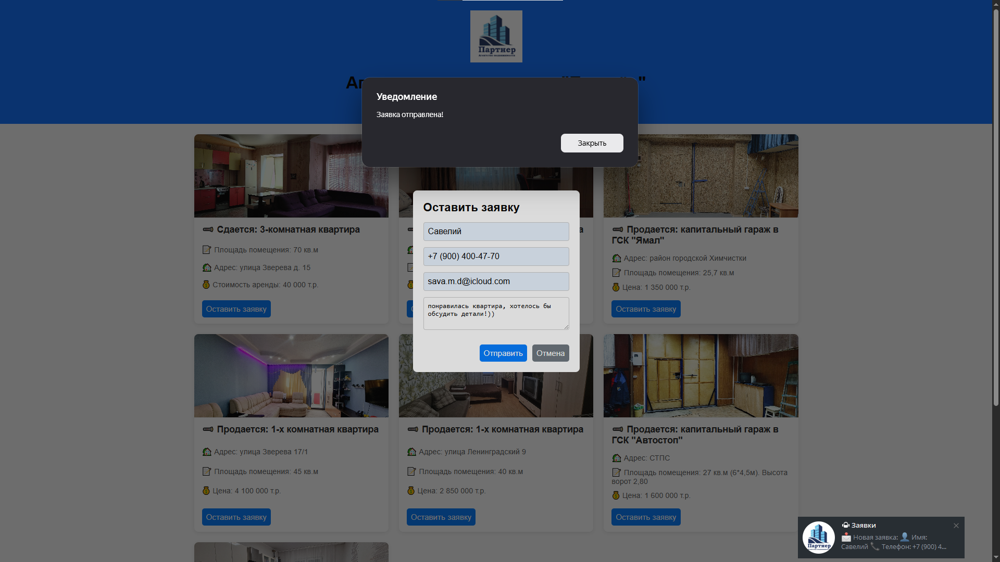 Партнер
Агентство недвижимости
Уведомление
Заявка отправлена!
Закрыть
Оставить заявку
Савелий
+7 (900) 400-47-70
sava.m.d@icloud.com
понравилась квартира, хотелось бы
обсудить детали!))
Отправить
Отмена
Сдается: 3-комнатная квартира
Площадь помещения: 70 кв.м
Адрес: улица Зверева д. 15
Стоимость аренды: 40 000 т.р.
Оставить заявку
Продается: капитальный гараж в
ГСК "Ямал"
Адрес: район городской Химчистки
Площадь помещения: 25,7 кв.м
Цена: 1 350 000 т.р.
Оставить заявку
Продается: 1-х комнатная квартира
Адрес: улица Зверева 17/1
Площадь помещения: 45 кв.м
Цена: 4 100 000 т.р.
Оставить заявку
Продается: 1-х комнатная квартира
Адрес: улица Ленинградский 9
Площадь помещения: 40 кв.м
Цена: 2 850 000 т.р.
Оставить заявку
Продается: капитальный гараж в
ГСК "Автостоп"
Адрес: СТПС
Площадь помещения: 27 кв.м (6*4,5м). Высота
ворот 2,80
Цена: 1 600 000 т.р.
Оставить заявку
Партнер
Заявки
Новая заявка: Имя:
Савелий Телефон: +7 (900) 4...